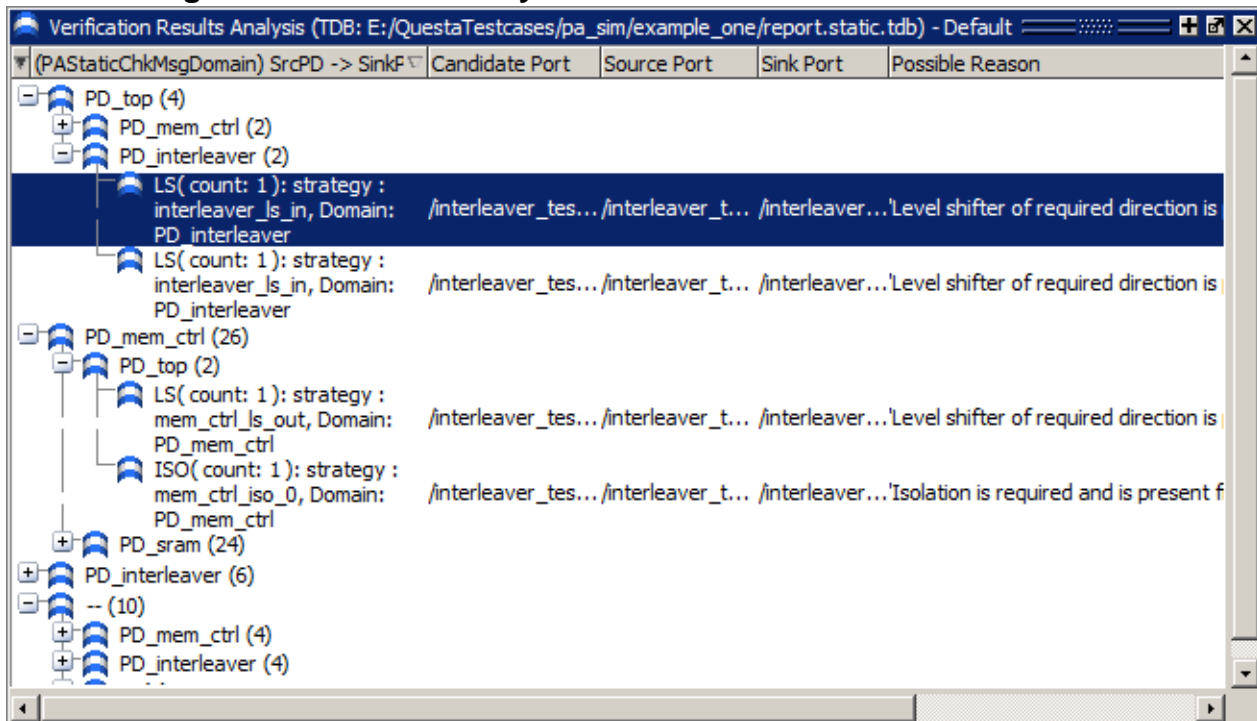 Verification Results Analysis (TDB: E:/QuestaTestcases/pa_sim/example_one/report.static.tdb) - Default
(PAStaticChkMsgDomain) SrcPD -> SinkP Candidate Port Source Port Sink Port Possible Reason
PD_top (4)
PD_mem_ctrl (2)
PD_interleaver (2)
LS( count: 1 ): strategy :
interleaver_ls_in, Domain: /interleaver_tes... /interleaver_t... /interleaver... 'Level shifter of required direction is
PD_interleaver
LS( count: 1 ): strategy :
interleaver_ls_in, Domain: /interleaver_tes... /interleaver_t... /interleaver... 'Level shifter of required direction is
PD_interleaver
PD_mem_ctrl (26)
PD_top (2)
LS( count: 1 ): strategy :
mem_ctrl_ls_out, Domain: /interleaver_tes... /interleaver_t... /interleaver... 'Level shifter of required direction is
PD_mem_ctrl
ISO( count: 1 ): strategy :
mem_ctrl_iso_0, Domain: /interleaver_tes... /interleaver_t... /interleaver... 'Isolation is required and is present f
PD_mem_ctrl
PD_sram (24)
PD_interleaver (6)
-- (10)
PD_mem_ctrl (4)
PD_interleaver (4)